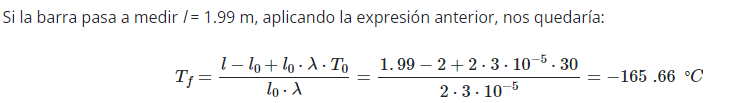 Si la barra pasa a medir l = 1.99 m, aplicando la expresión anterior, nos quedaría:
T_f = \frac{l - l_0 + l_0 \cdot \lambda \cdot T_0}{l_0 \cdot \lambda} = \frac{1.99 - 2 + 2 \cdot 3 \cdot 10^{-5} \cdot 30}{2 \cdot 3 \cdot 10^{-5}} = -165 .66 \ ºC